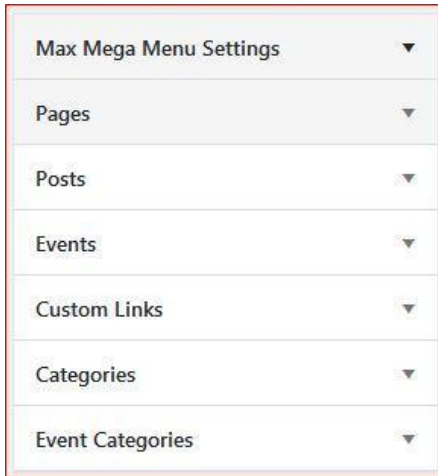 Max Mega Menu Settings
Pages
Posts
Events
Custom Links
Categories
Event Categories